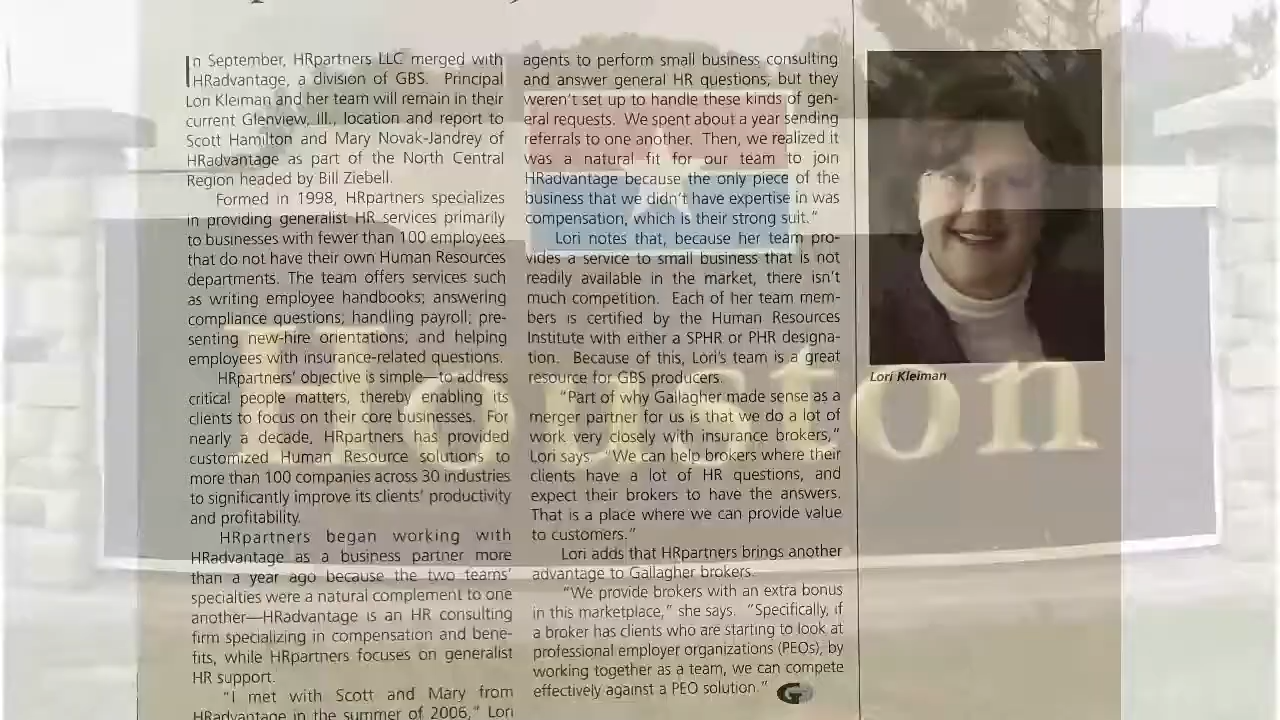 In September, HRpartners LLC merged with
HRadvantage, a division of GBS. Principal
Lori Kleiman and her team will remain in their
current Glenview, Ill., location and report to
Scott Hamilton and Mary Novak-Jandrey of
HRadvantage as part of the North Central
Region headed by Bill Ziebell.
Formed in 1998, HRpartners specializes
in providing generalist HR services primarily
to businesses with fewer than 100 employees
that do not have their own Human Resources
departments. The team offers services such
as writing employee handbooks; answering
compliance questions; handling payroll; pre-
senting new-hire orientations; and helping
employees with insurance-related questions.
HRpartners' objective is simple—to address
critical people matters, thereby enabling its
clients to focus on their core businesses. For
nearly a decade, HRpartners has provided
customized Human Resource solutions to
more than 100 companies across 30 industries
to significantly improve its clients' productivity
and profitability.
HRpartners began working with
HRadvantage as a business partner more
than a year ago because the two teams'
specialties were a natural complement to one
another—HRadvantage is an HR consulting
firm specializing in compensation and bene-
fits, while HRpartners focuses on generalist
HR support.
"I met with Scott and Mary from
HRadvantage in the summer of 2006," Lori
agents to perform small business consulting
and answer general HR questions, but they
weren't set up to handle these kinds of gen-
eral requests. We spent about a year sending
referrals to one another. Then, we realized it
was a natural fit for our team to join
HRadvantage because the only piece of the
business that we didn't have expertise in was
compensation, which is their strong suit."
Lori notes that, because her team pro-
vides a service to small business that is not
readily available in the market, there isn't
much competition. Each of her team mem-
bers is certified by the Human Resources
Institute with either a SPHR or PHR designa-
tion. Because of this, Lori's team is a great
resource for GBS producers.
"Part of why Gallagher made sense as a
merger partner for us is that we do a lot of
work very closely with insurance brokers,"
Lori says. "We can help brokers where their
clients have a lot of HR questions, and
expect their brokers to have the answers.
That is a place where we can provide value
to customers."
Lori adds that HRpartners brings another
advantage to Gallagher brokers.
"We provide brokers with an extra bonus
in this marketplace," she says. "Specifically, if
a broker has clients who are starting to look at
professional employer organizations (PEOs), by
working together as a team, we can compete
effectively against a PEO solution." G
Lori Kleiman
Houston